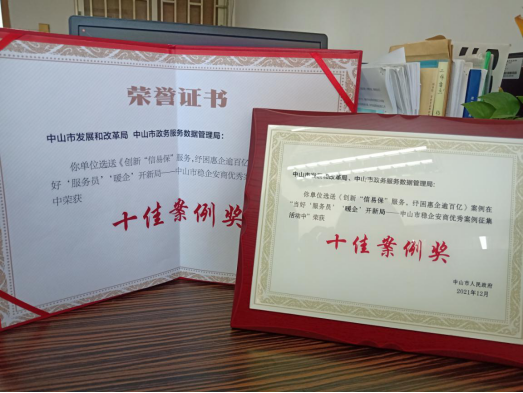 荣誉证书
中山市发展和改革局 中山市政务服务数据管理局:
你单位选送《创新“信易保”服务,纾困惠企逾百亿
好‘服务员’‘暖企’开新局——中山市稳企安商优秀案
中荣获
十佳案例奖
中山市发展和改革局、中山市政务服务数据管理局:
你单位选送《创新“信易保”服务、纾困惠企逾百亿》案例在
“当好‘服务员’‘暖企’开新局——中山市稳企安商优秀案例征集
活动中”荣获
十佳案例奖
中山市人民政府
2021年12月